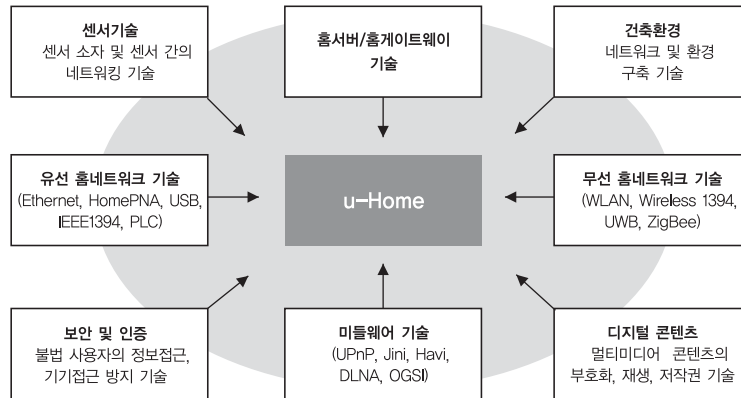 센서기술
센서 소자 및 센서 간의
네트워킹 기술
홈서버/홈게이트웨이
기술
건축환경
네트워크 및 환경
구축 기술
유선 홈네트워크 기술
(Ethernet, HomePNA, USB,
IEEE1394, PLC)
u-Home
무선 홈네트워크 기술
(WLAN, Wireless 1394,
UWB, ZigBee)
보안 및 인증
불법 사용자의 정보접근,
기기접근 방지 기술
미들웨어 기술
(UPnP, Jini, Havi,
DLNA, OGSI)
디지털 콘텐츠
멀티미디어 콘텐츠의
부호화, 재생, 저작권 기술